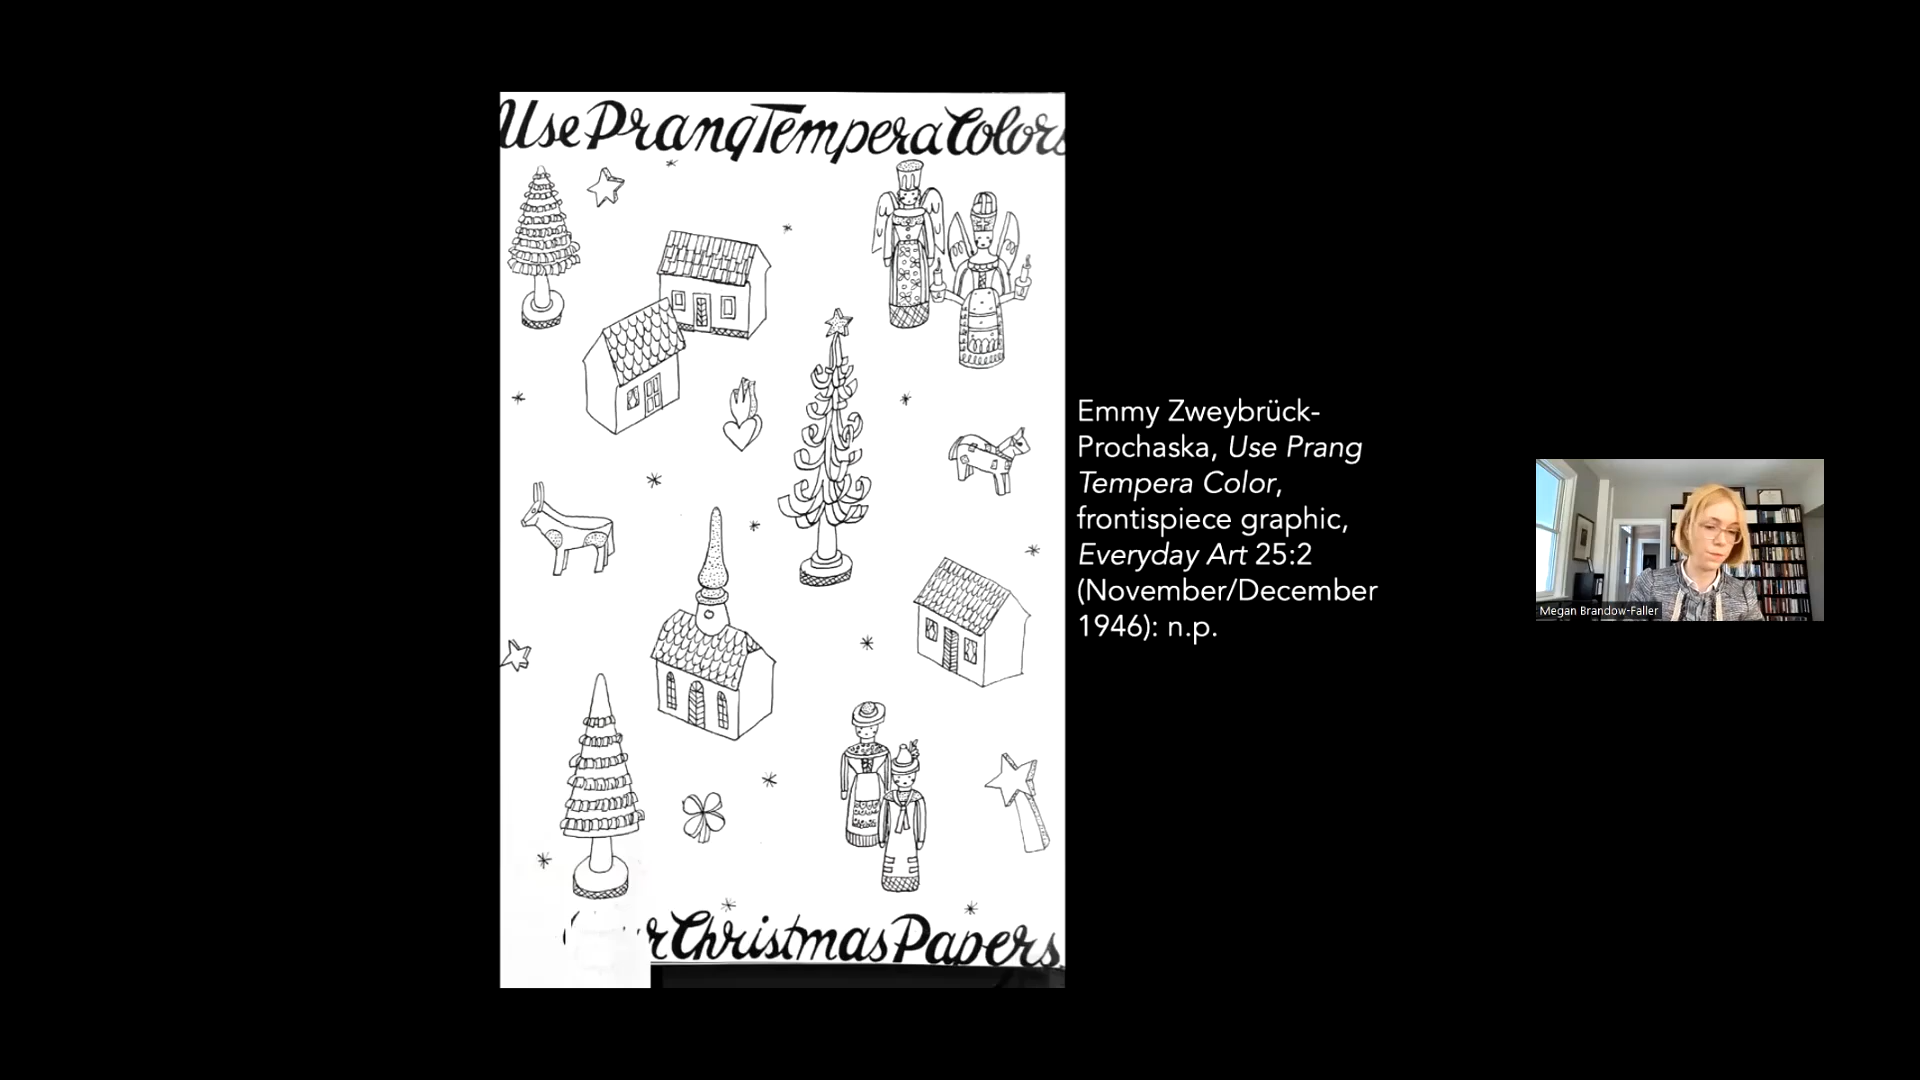 Use Prang Tempera Colors
Christmas Papers
Emmy Zweybrück-
Prochaska, Use Prang
Tempera Color,
frontispiece graphic,
Everyday Art 25:2
(November/December
1946): n.p.
Megan Brandow-Faller